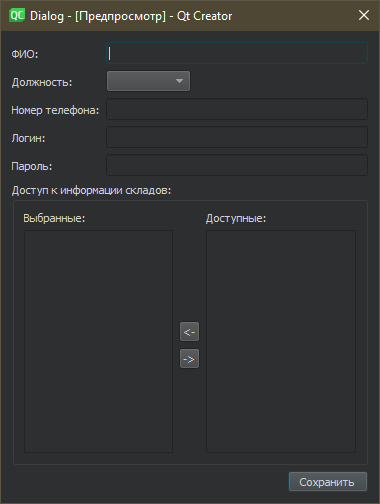 QC Dialog - [Предпросмотр] - Qt Creator
ФИО:
Должность:
Номер телефона:
Логин:
Пароль:
Доступ к информации складов:
Выбранные: Доступные:
<-
->
Сохранить